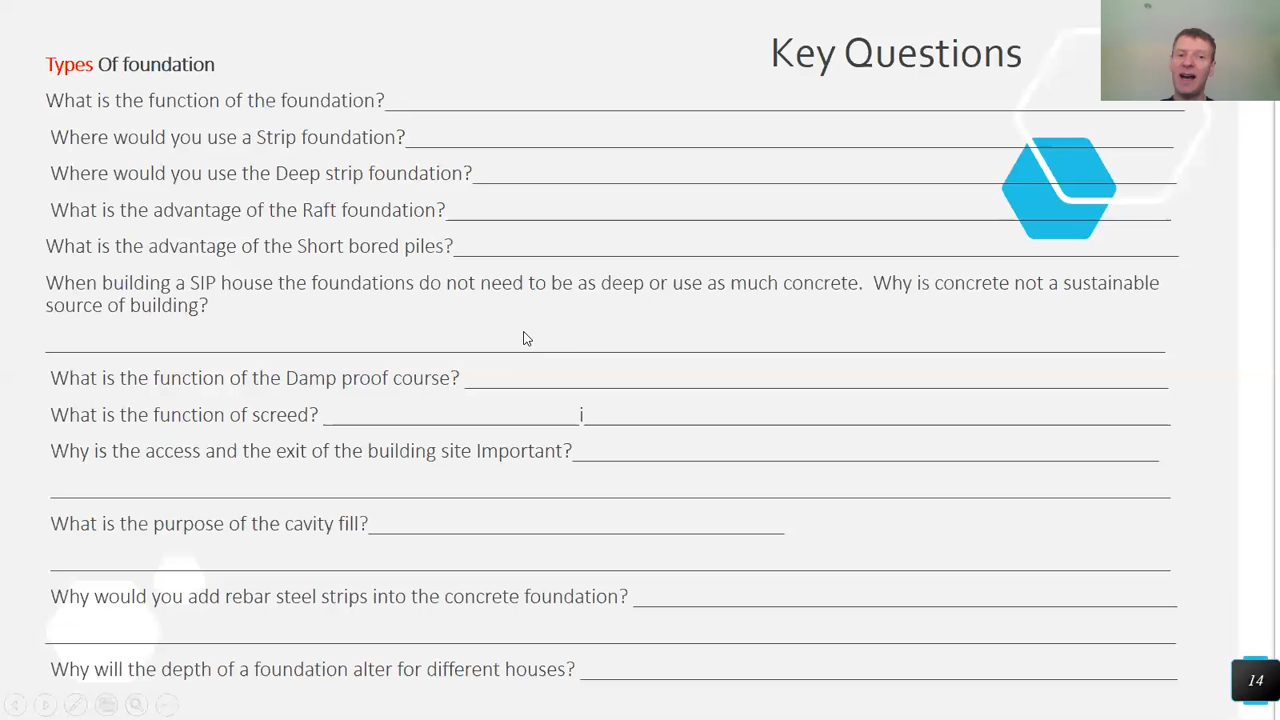 Key Questions
Types Of foundation
What is the function of the foundation?
Where would you use a Strip foundation?
Where would you use the Deep strip foundation?
What is the advantage of the Raft foundation?
What is the advantage of the Short bored piles?
When building a SIP house the foundations do not need to be as deep or use as much concrete.  Why is concrete not a sustainable
source of building?
What is the function of the Damp proof course?
What is the function of screed? i
Why is the access and the exit of the building site Important?
What is the purpose of the cavity fill?
Why would you add rebar steel strips into the concrete foundation?
Why will the depth of a foundation alter for different houses?
14